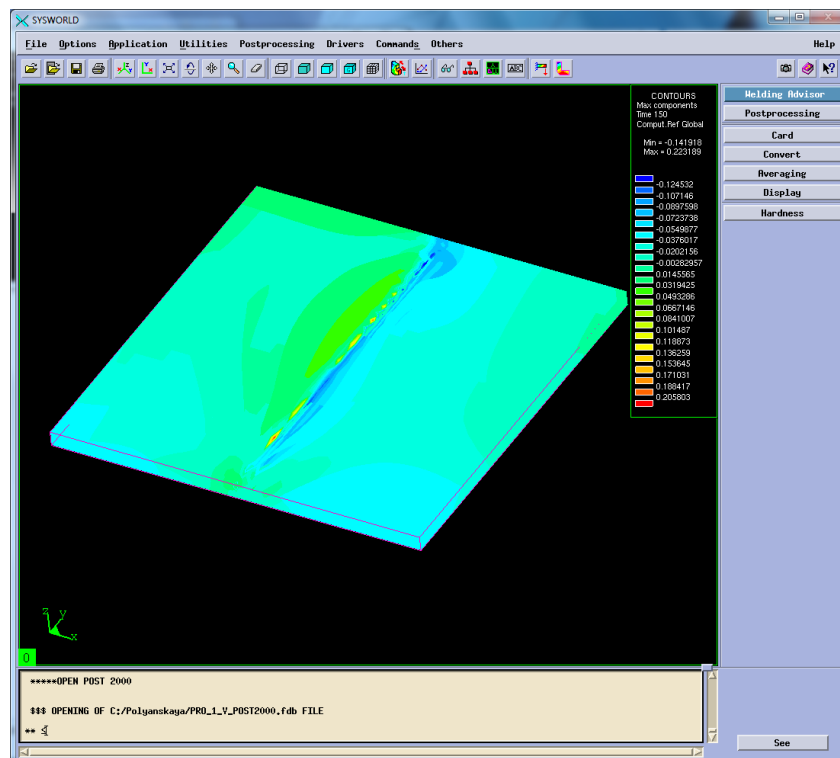 SYSWORLD
File Options Application Utilities Postprocessing Drivers Commands Others Help
ABC
CONTOURS
Max components
Time 150
Comput.Ref Global
Min = -0.141918
Max = 0.223189
-0.124532
-0.107146
-0.0897598
-0.0723738
-0.0549877
-0.0376017
-0.0202156
-0.00282957
0.0145565
0.0319425
0.0493286
0.0667146
0.0841007
0.101487
0.118873
0.136259
0.153645
0.171031
0.188417
0.205803
Welding Advisor
Postprocessing
Card
Convert
Averaging
Display
Hardness
z
y
x
0
*****OPEN POST 2000
$$$ OPENING OF C:/Polyanskaya/PRO_1_V_POST2000.fdb FILE
**
See